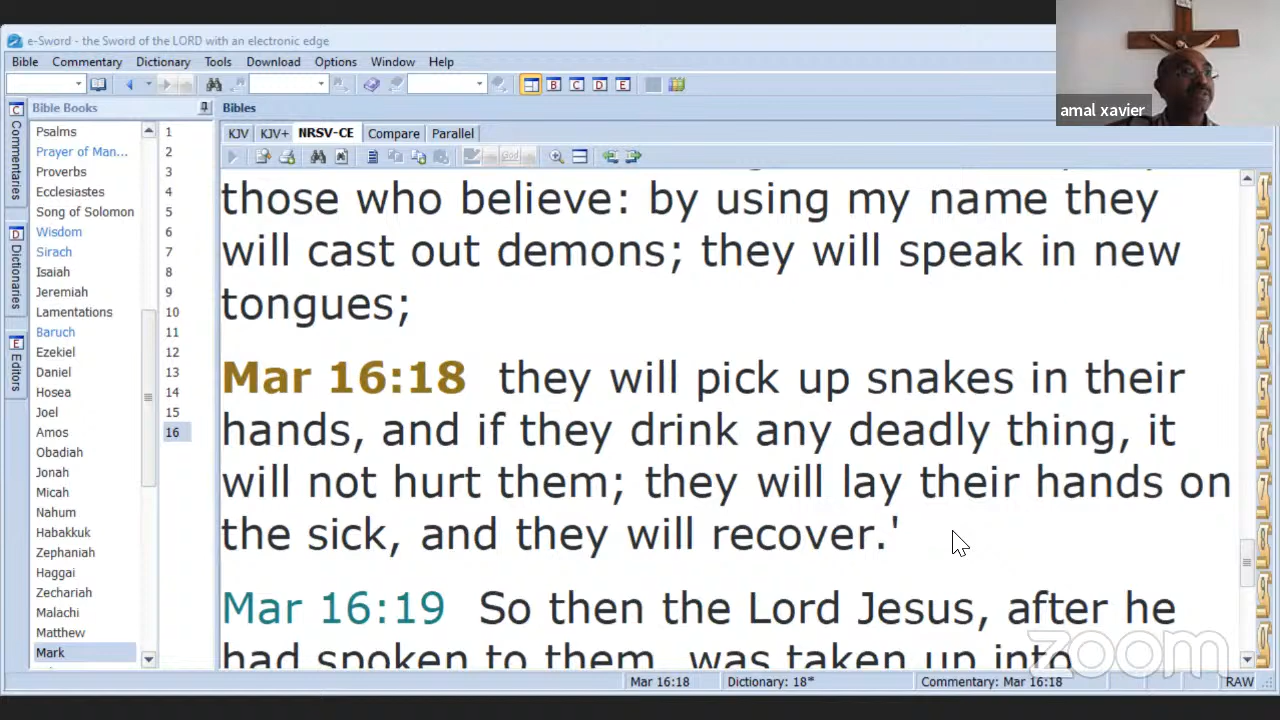 e-Sword - the Sword of the LORD with an electronic edge
Bible Commentary Dictionary Tools Download Options Window Help
amal xavier
Bible Books
Bibles
KJV KJV+ NRSV-CE Compare Parallel
Commentaries
Dictionaries
Editors
Psalms
Prayer of Man...
Proverbs
Ecclesiastes
Song of Solomon
Wisdom
Sirach
Isaiah
Jeremiah
Lamentations
Baruch
Ezekiel
Daniel
Hosea
Joel
Amos
Obadiah
Jonah
Micah
Nahum
Habakkuk
Zephaniah
Haggai
Zechariah
Malachi
Matthew
Mark
1
2
3
4
5
6
7
8
9
10
11
12
13
14
15
16
those who believe: by using my name they
will cast out demons; they will speak in new
tongues;
Mar 16:18 they will pick up snakes in their
hands, and if they drink any deadly thing, it
will not hurt them; they will lay their hands on
the sick, and they will recover.'
Mar 16:19 So then the Lord Jesus, after he
had spoken to them, was taken up into
zoom
Mar 16:18 Dictionary: 18* Commentary: Mar 16:18 RAW